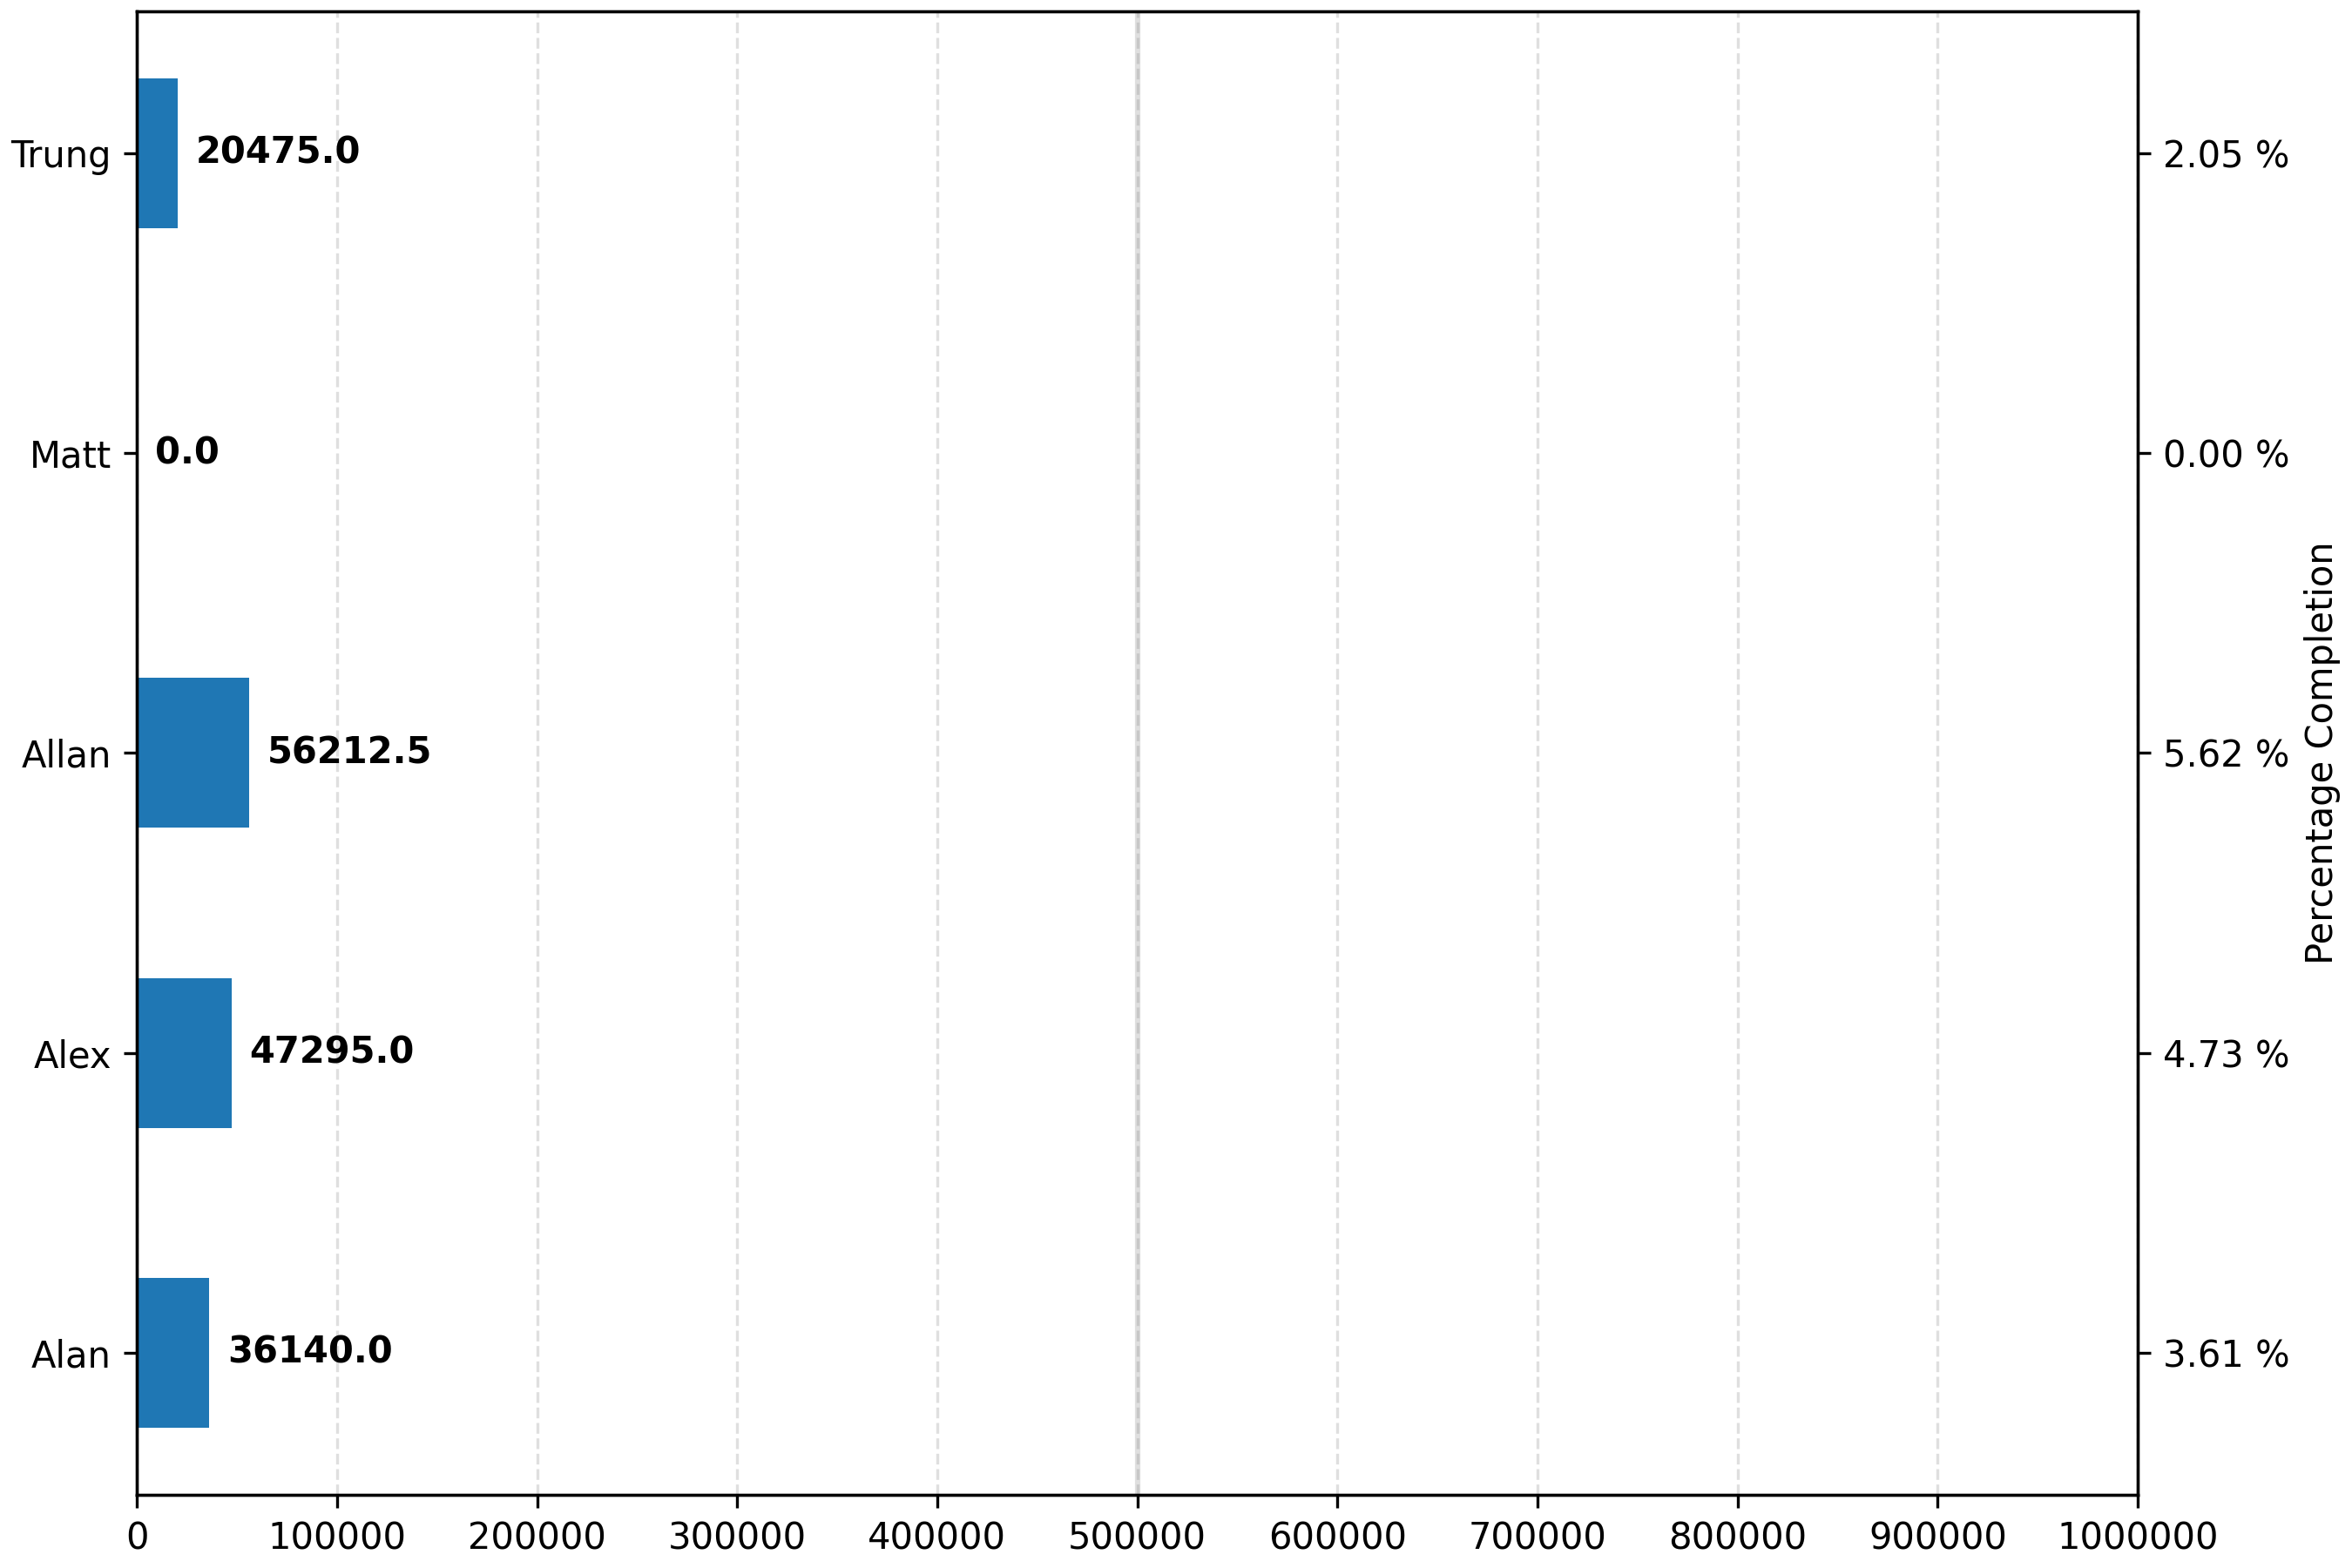 Trung 20475.0 2.05 %
Matt 0.0 0.00 %
Allan 56212.5 5.62 %
Alex 47295.0 4.73 %
Alan 36140.0 3.61 %
Percentage Completion
0 100000 200000 300000 400000 500000 600000 700000 800000 900000 1000000